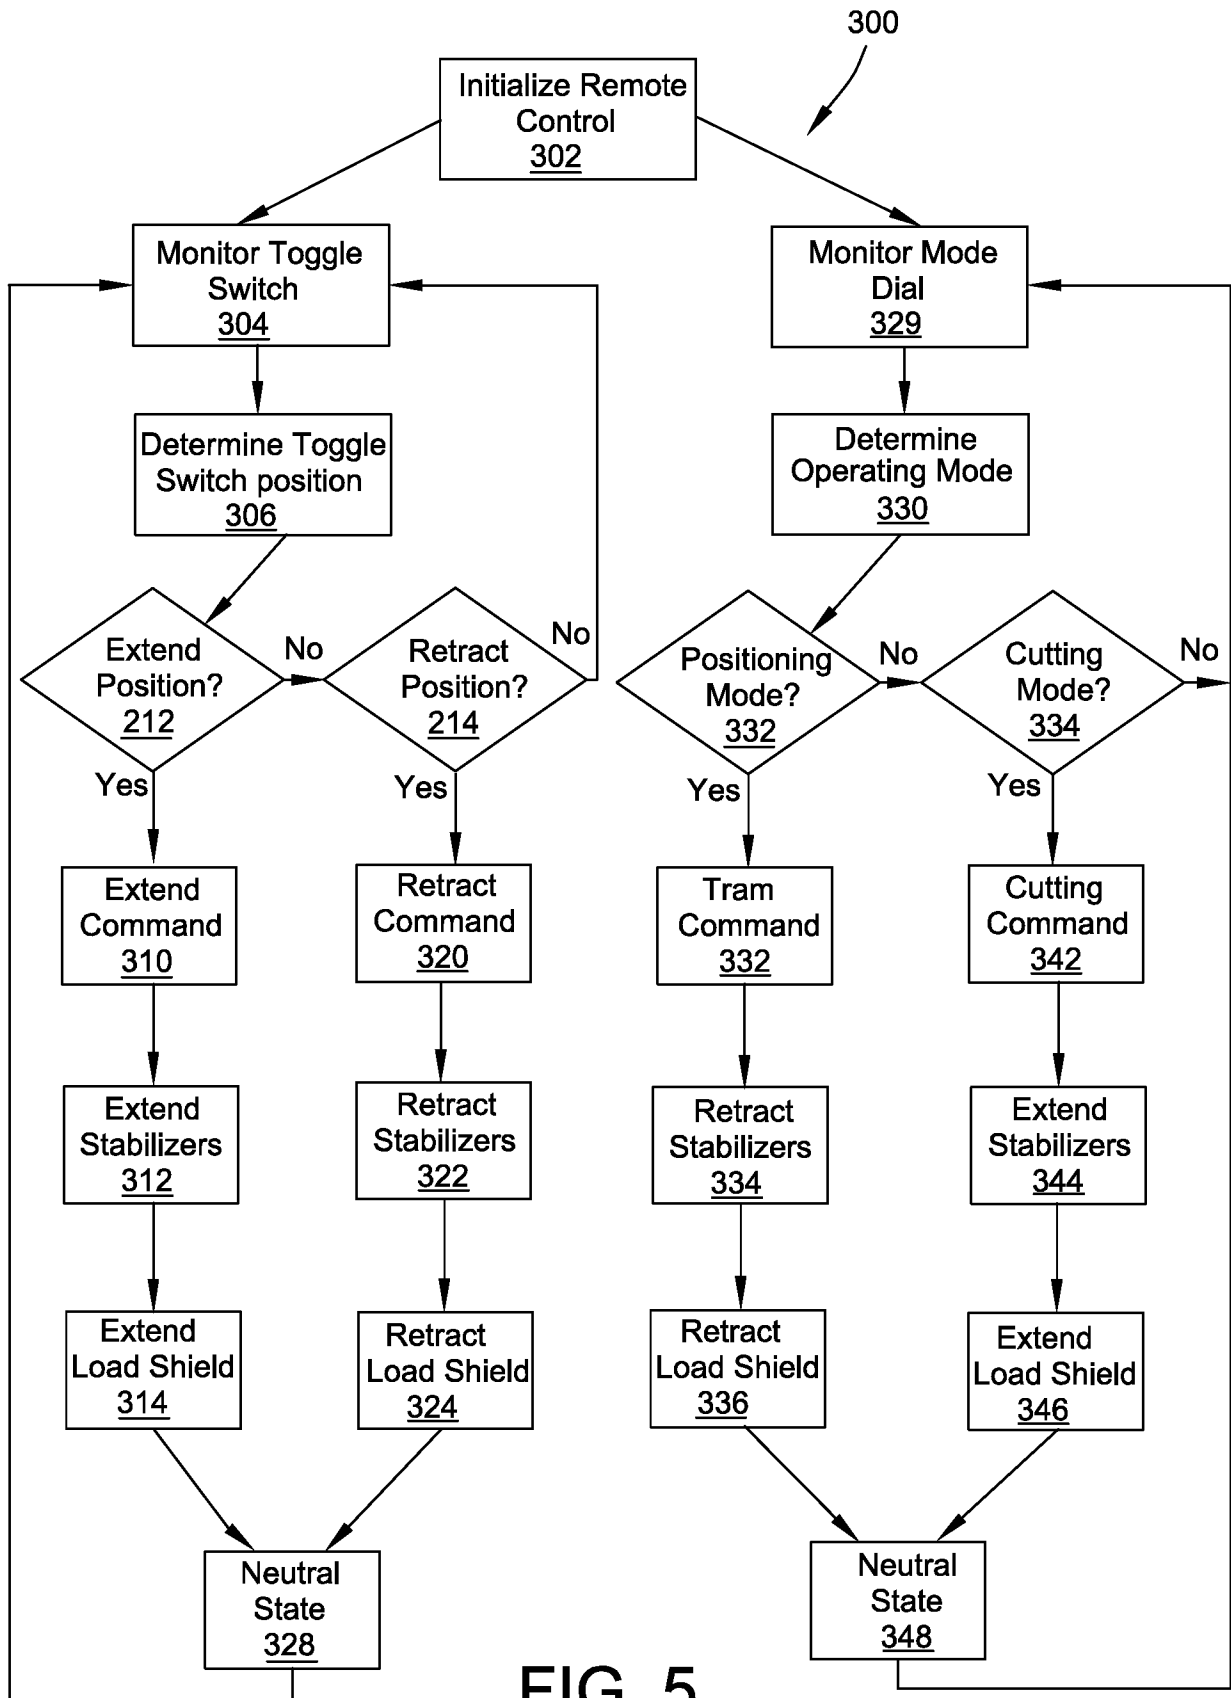 300
Initialize Remote
Control
302
Monitor Toggle
Switch
304
Monitor Mode
Dial
329
Determine Toggle
Switch position
306
Determine
Operating Mode
330
Extend
Position?
212
No
Retract
Position?
214
No
Positioning
Mode?
332
No
Cutting
Mode?
334
No
Yes
Yes
Yes
Yes
Extend
Command
310
Retract
Command
320
Tram
Command
332
Cutting
Command
342
Extend
Stabilizers
312
Retract
Stabilizers
322
Retract
Stabilizers
334
Extend
Stabilizers
344
Extend
Load Shield
314
Retract
Load Shield
324
Retract
Load Shield
336
Extend
Load Shield
346
Neutral
State
328
Neutral
State
348
FIG. 5